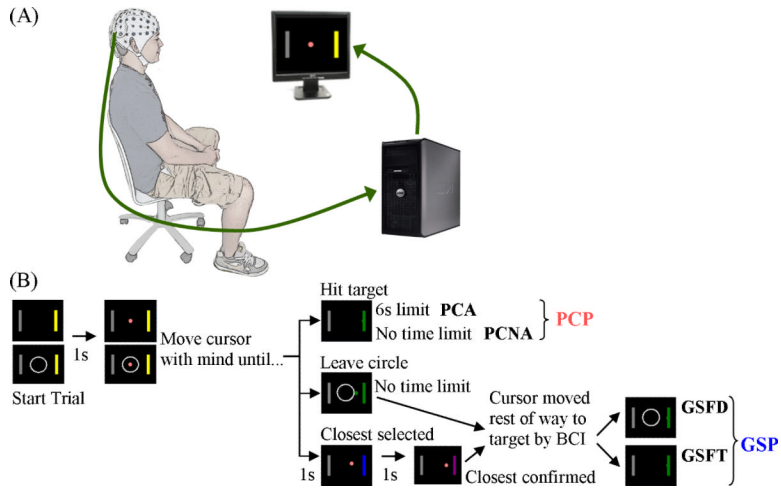 (A)
(B)
Start Trial
1s
Move cursor
with mind until...
Hit target
6s limit PCA
No time limit PCNA
PCP
Leave circle
No time limit
Closest selected
1s
1s
Closest confirmed
Cursor moved
rest of way to
target by BCI
GSFD
GSFT
GSP